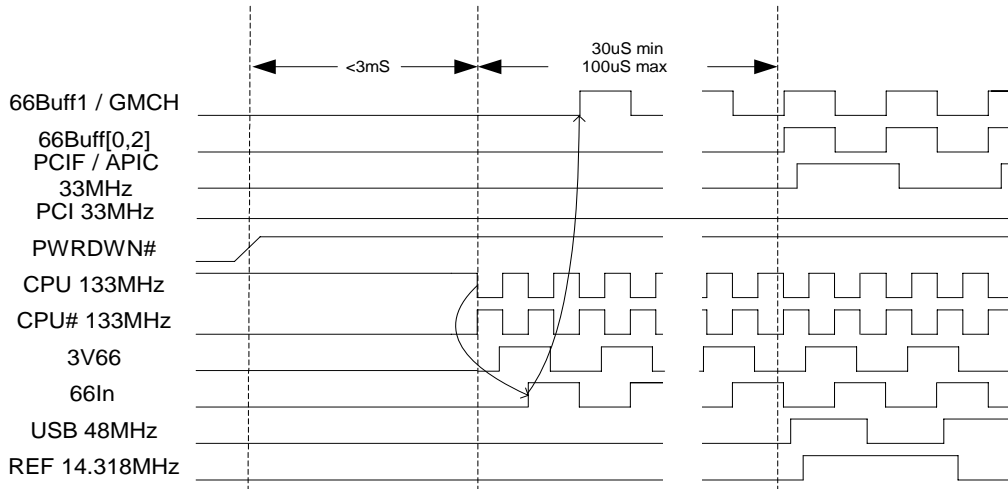 <3mS
30uS min
100uS max
66Buff1 / GMCH
66Buff[0,2]
PCIF / APIC
33MHz
PCI 33MHz
PWRDWN#
CPU 133MHz
CPU# 133MHz
3V66
66In
USB 48MHz
REF 14.318MHz